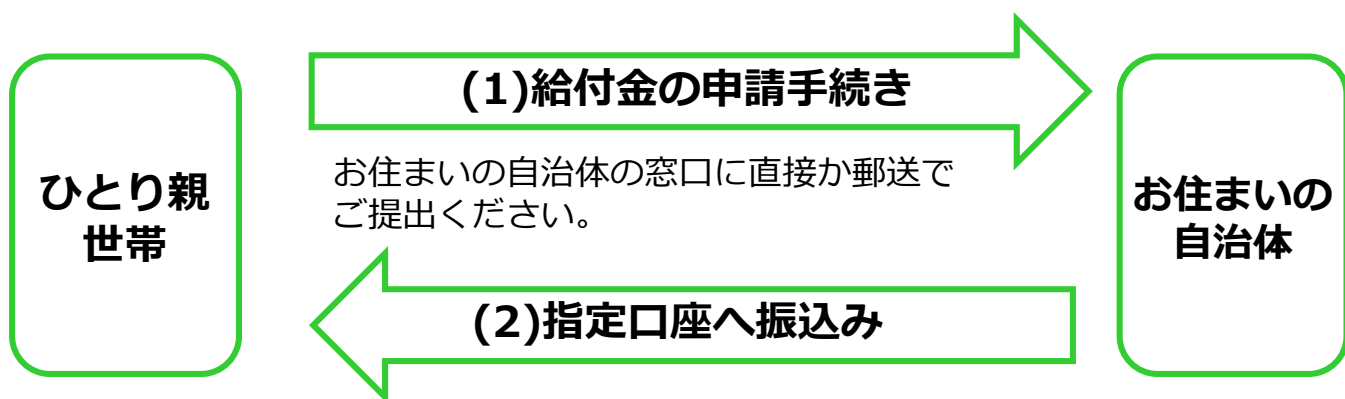 ひとり親
世帯
(1)給付金の申請手続き
お住まいの自治体の窓口に直接か郵送で
ご提出ください。
(2)指定口座へ振込み
お住まいの
自治体